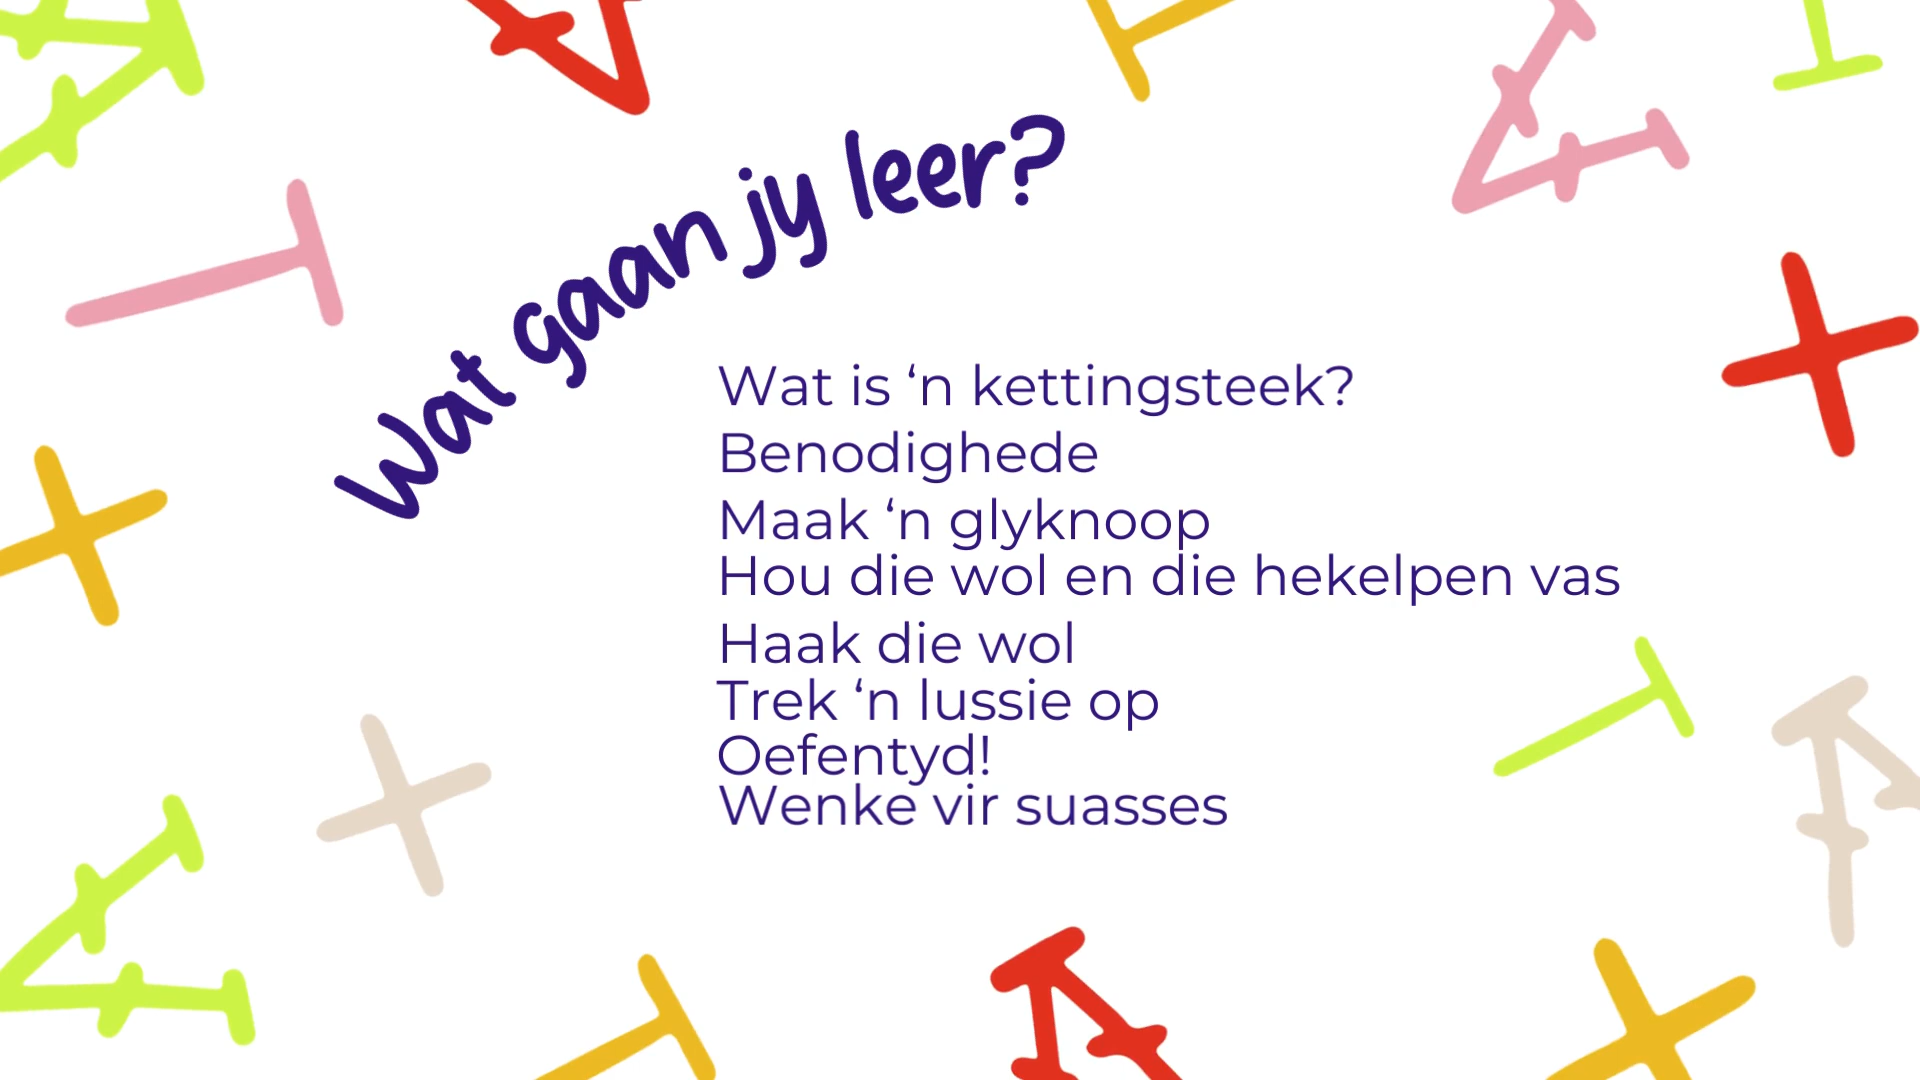 Wat gaan jy leer?
Wat is ‘n kettingsteek?
Benodighede
Maak ‘n glyknoop
Hou die wol en die hekelpen vas
Haak die wol
Trek ‘n lussie op
Oefentyd!
Wenke vir suasses